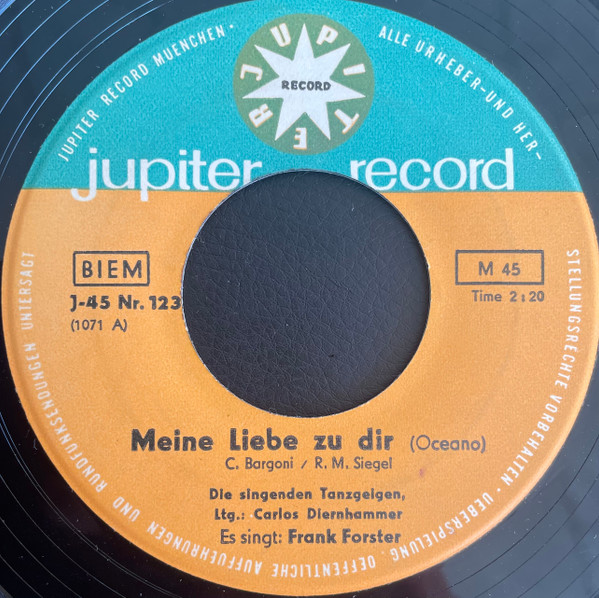 JUPITER RECORD MUENCHEN • ALLE URHEBER-UND HER-
STELLUNGSRECHTE VORBEHALTEN • UEBERSPIELUNG, OEFFENTLICHE AUFFUEHRUNGEN UND RUNDFUNKSENDUNGEN UNTERSAGT
JUPITER
RECORD
jupiter record
BIEM
M 45
J-45 Nr. 123
Time 2:20
(1071 A)
Meine Liebe zu dir (Oceano)
C. Bargoni / R. M. Siegel
Die singenden Tanzgeigen,
Ltg.: Carlos Diernhammer
Es singt: Frank Forster